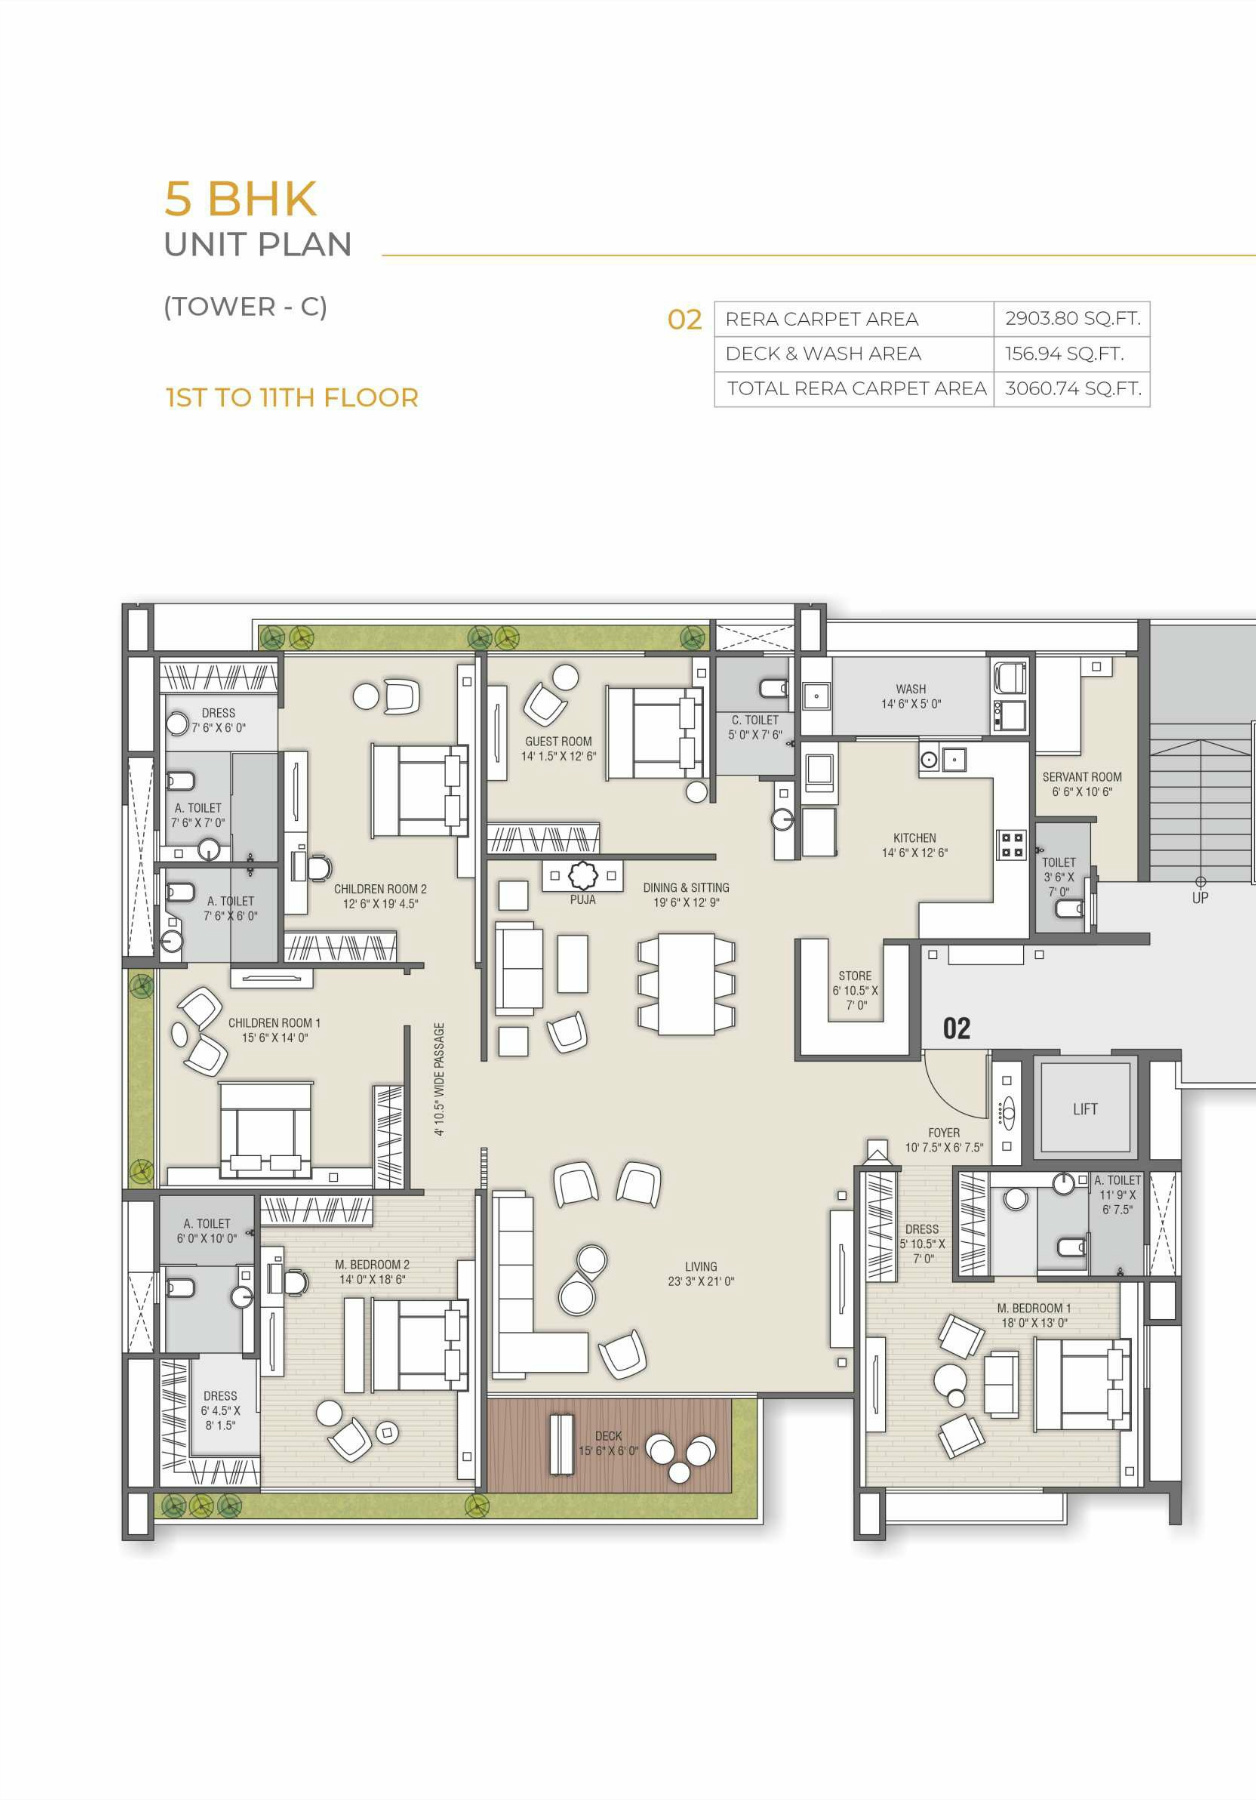 5 BHK
UNIT PLAN
(TOWER - C)
1ST TO 11TH FLOOR
02
RERA CARPET AREA 2903.80 SQ.FT.
DECK & WASH AREA 156.94 SQ.FT.
TOTAL RERA CARPET AREA 3060.74 SQ.FT.
DRESS
7' 6" X 6' 0"
A. TOILET
7' 6" X 7' 0"
A. TOILET
7' 6" X 6' 0"
CHILDREN ROOM 2
12' 6" X 19' 4.5"
GUEST ROOM
14' 1.5" X 12' 6"
C. TOILET
5' 0" X 7' 6"
WASH
14' 6" X 5' 0"
SERVANT ROOM
6' 6" X 10' 6"
KITCHEN
14' 6" X 12' 6"
TOILET
3' 6" X
7' 0"
UP
PUJA
DINING & SITTING
19' 6" X 12' 9"
STORE
6' 10.5" X
7' 0"
02
CHILDREN ROOM 1
15' 6" X 14' 0"
4' 10.5" WIDE PASSAGE
LIFT
FOYER
10' 7.5" X 6' 7.5"
A. TOILET
11' 9" X
6' 7.5"
A. TOILET
6' 0" X 10' 0"
DRESS
5' 10.5" X
7' 0"
M. BEDROOM 2
14' 0" X 18' 6"
LIVING
23' 3" X 21' 0"
M. BEDROOM 1
18' 0" X 13' 0"
DRESS
6' 4.5" X
8' 1.5"
DECK
15' 6" X 6' 0"